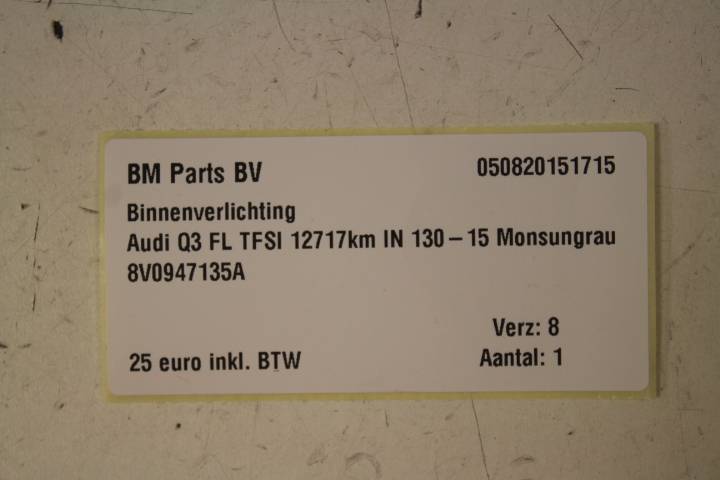 BM Parts BV 050820151715
Binnenverlichting
Audi Q3 FL TFSI 12717km IN 130 – 15 Monsungrau
8V0947135A
Verz: 8
25 euro inkl. BTW Aantal: 1